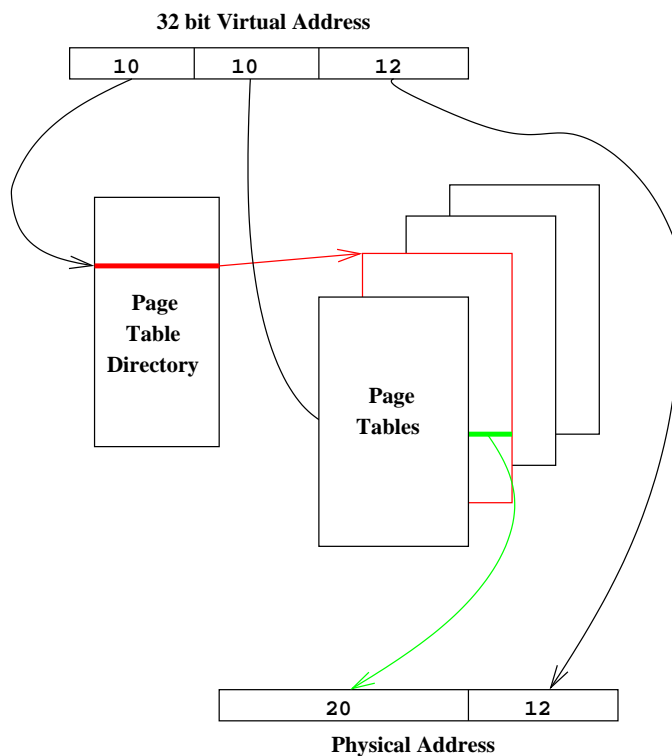 32 bit Virtual Address
10 10 12
Page
Table
Directory
Page
Tables
20 12
Physical Address